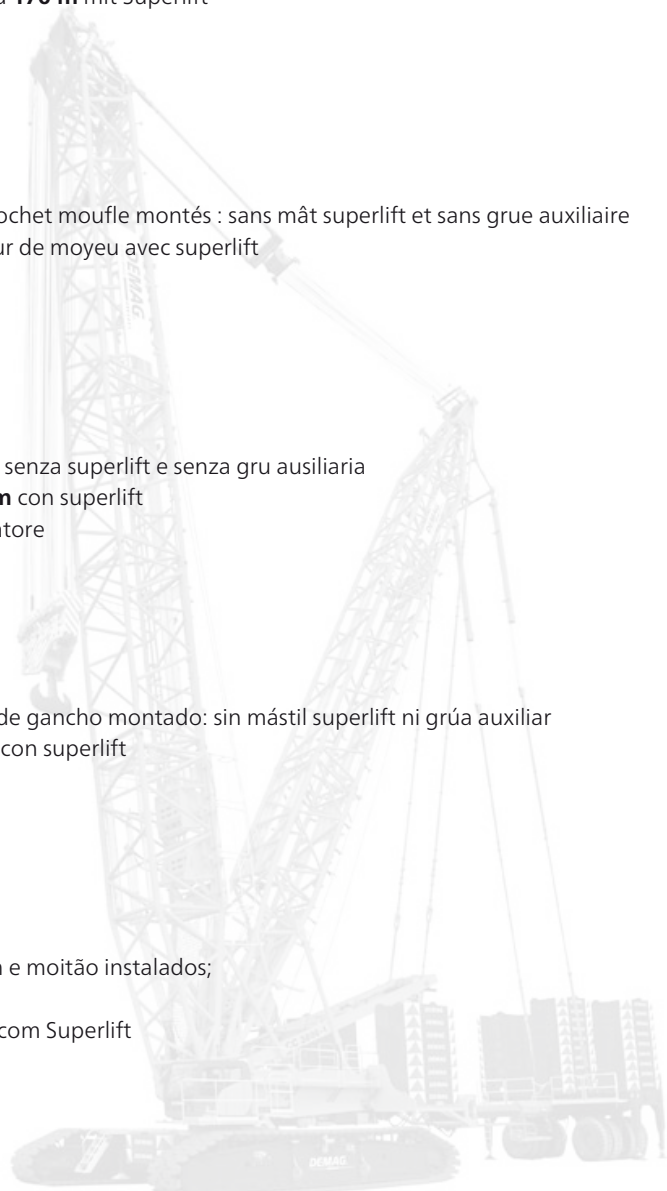 mit Superlift
ochet moufle montés : sans mât superlift et sans grue auxiliaire
ur de moyeu avec superlift
DEMAG
senza superlift e senza gru ausiliaria
m con superlift
atore
de gancho montado: sin mástil superlift ni grúa auxiliar
con superlift
e moitão instalados;
com Superlift
DEMAG